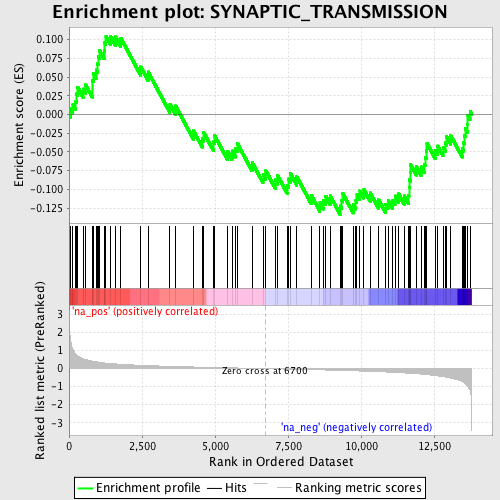 Enrichment plot: SYNAPTIC_TRANSMISSION
Enrichment score (ES)
0.100
0.075
0.050
0.025
0.000
-0.025
-0.050
-0.075
-0.100
-0.125
'na_pos' (positively correlated)
Ranked list metric (PreRanked)
3
2
1
0
-1
-2
-3
Zero cross at 6700
'na_neg' (negatively correlated)
0
2,500
5,000
7,500
10,000
12,500
Rank in Ordered Dataset
Enrichment profile
Hits
Ranking metric scores